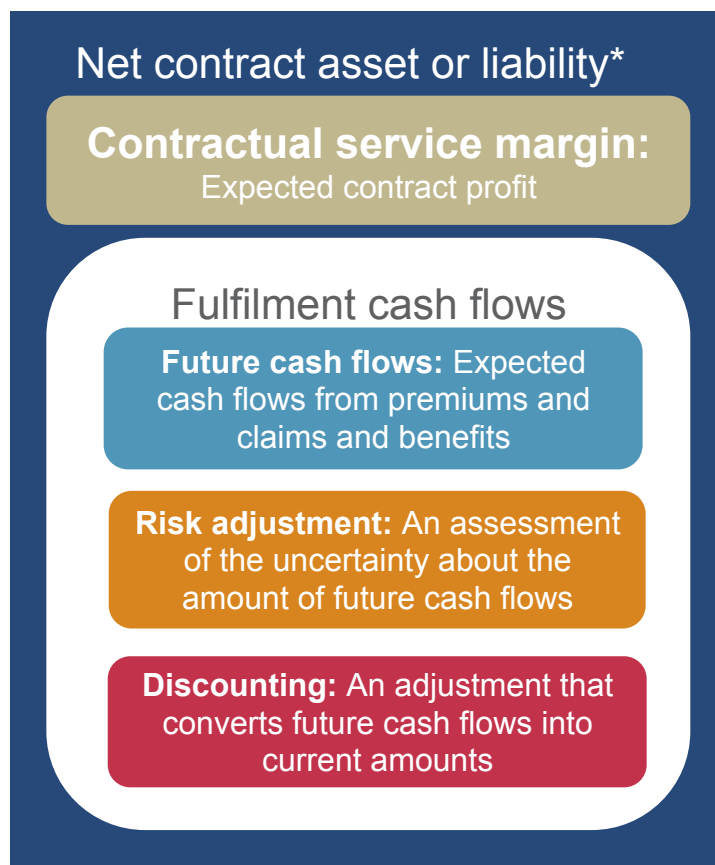 Net contract asset or liability*
Contractual service margin:
Expected contract profit
Fulfilment cash flows
Future cash flows: Expected
cash flows from premiums and
claims and benefits
Risk adjustment: An assessment
of the uncertainty about the
amount of future cash flows
Discounting: An adjustment that
converts future cash flows into
current amounts